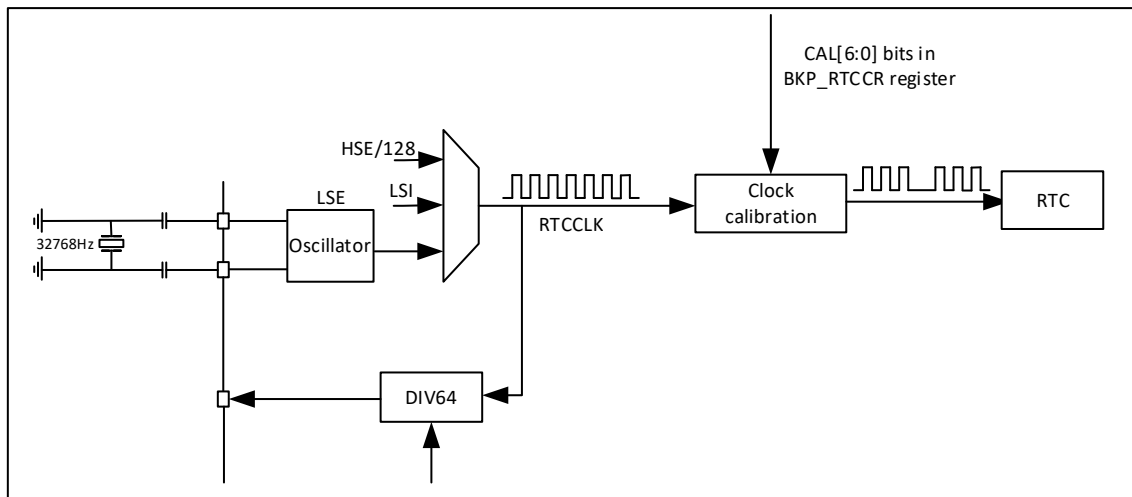 CAL[6:0] bits in
BKP_RTCCR register
HSE/128
LSI
LSE
Oscillator
32768Hz
RTCCLK
Clock
calibration
RTC
DIV64